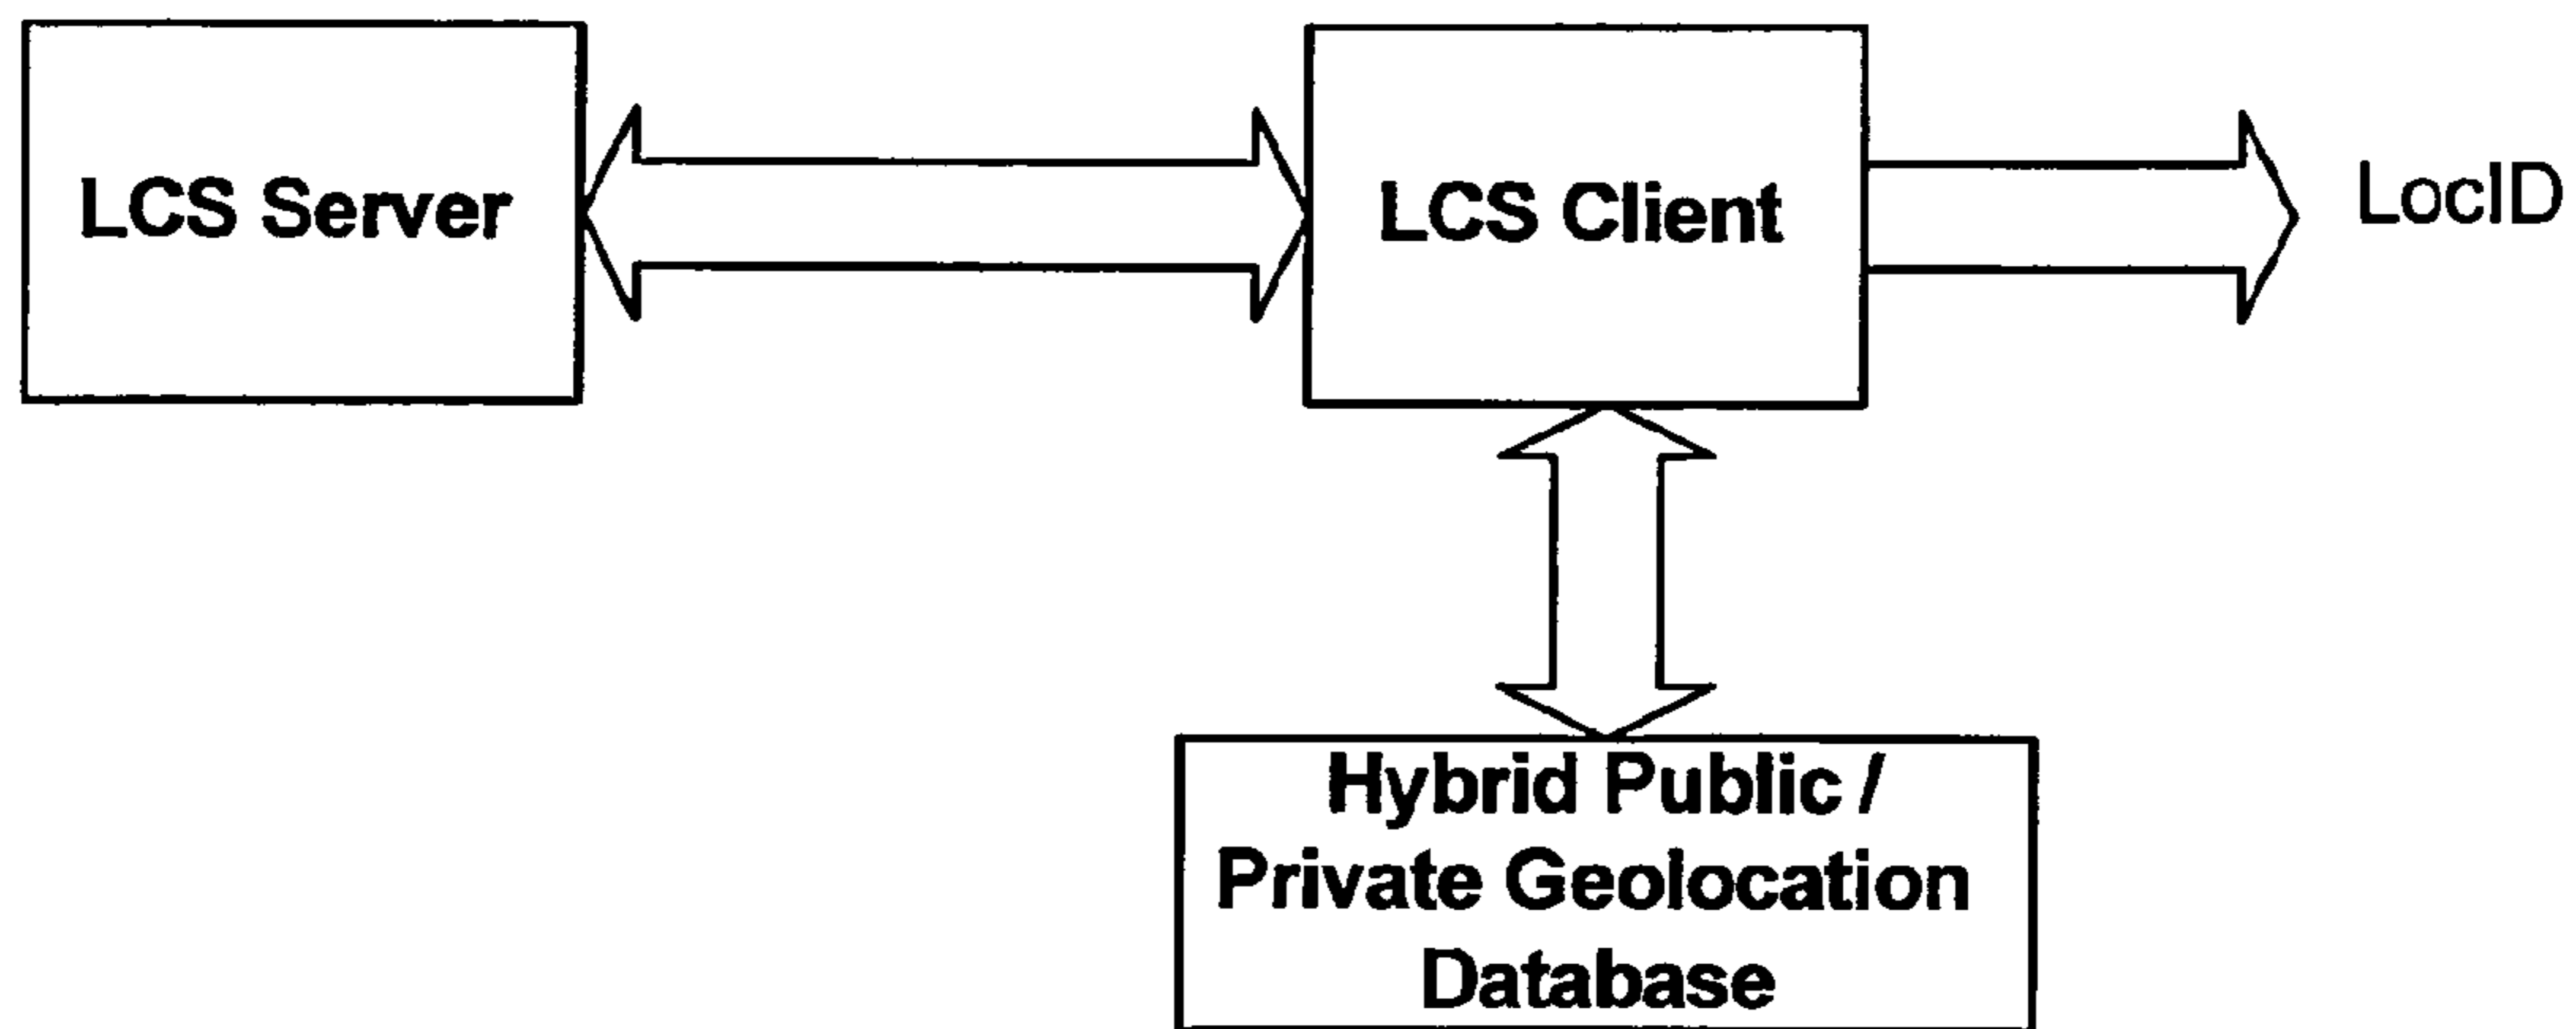 LCS Server
LCS Client
LocID
Hybrid Public /
Private Geolocation
Database